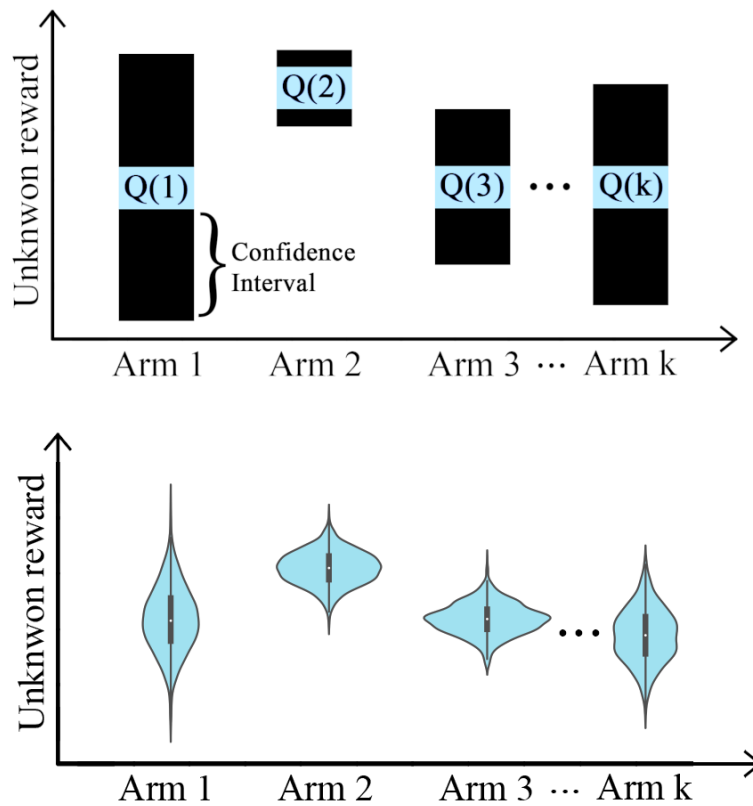 Unknwon reward
Q(1)
Q(2)
Q(3)
...
Q(k)
Confidence
Interval
Arm 1
Arm 2
Arm 3
...
Arm k
Unknwon reward
...
Arm 1
Arm 2
Arm 3
...
Arm k